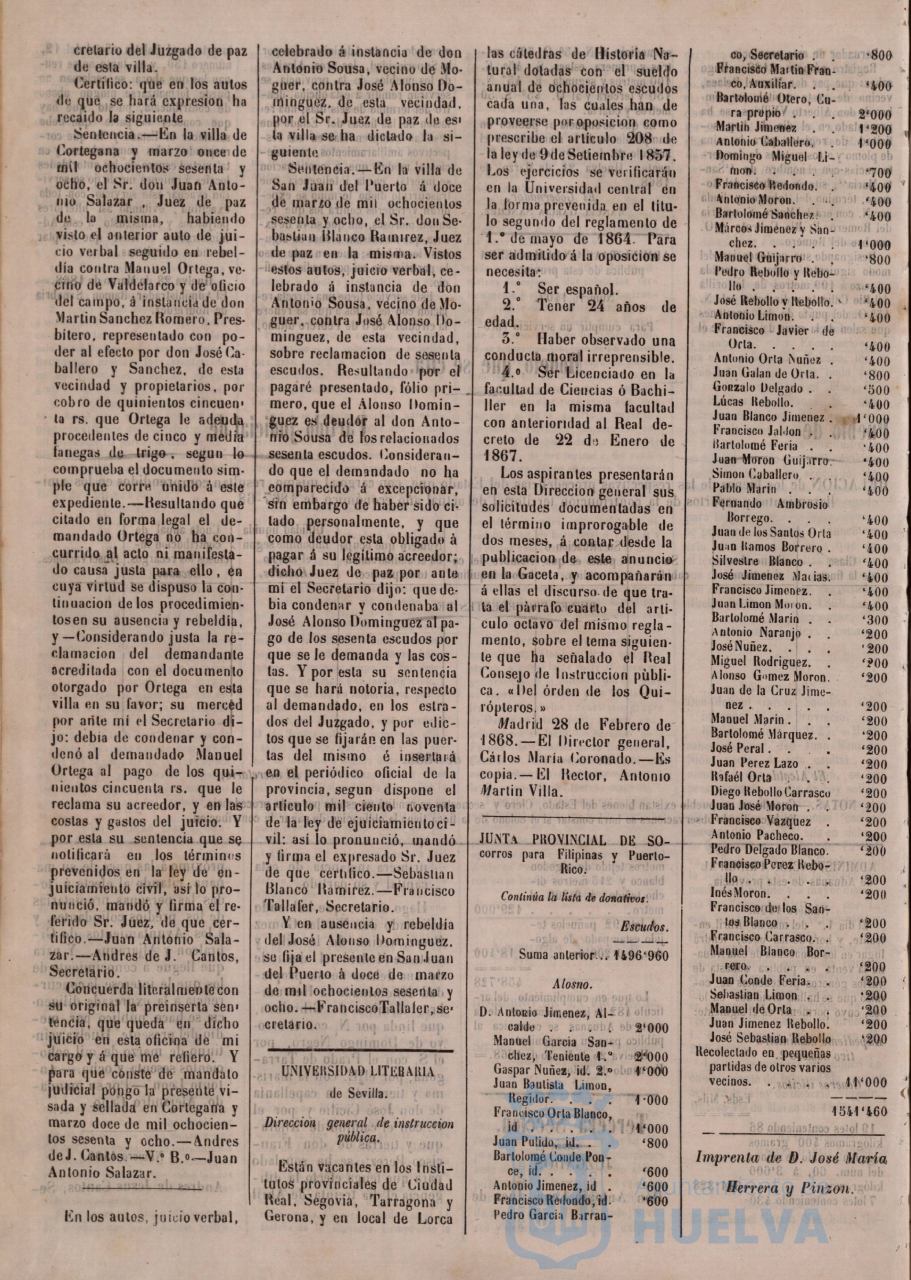 cretario del Juzgado de paz
de esta villa.
Certifico: que en los autos
de que se hará expresion ha
recaido la siguiente
Sentencia.—En la villa de
Cortegana y marzo once de
mil ochocientos sesenta y
ocho, el Sr. don Juan Anto-
nio Salazar, Juez de paz
de la misma, habiendo
visto el anterior auto de jui-
cio verbal seguido en rebel-
día contra Manuel Ortega, ve-
cino de Valdelarco y de oficio
del campo, á instancia de don
Martin Sanchez Romero, Pres-
bitero, representado con po-
der al efecto por don José Ca-
ballero y Sanchez, de esta
vecindad y propietarios, por
cobro de quinientos cincuen-
ta rs. que Ortega le adeuda
procedentes de cinco y media
fanegas de trigo, segun lo
comprueba el documento sim-
ple que corre unido á este
expediente.—Resultando que
citado en forma legal el de-
mandado Ortega no ha con-
currido al acto ni manifesta-
do causa justa para ello, en
cuya virtud se dispuso la con-
tinuacion de los procedimien-
tos en su ausencia y rebeldia,
y—Considerando justa la re-
clamacion del demandante
acreditada con el documento
otorgado por Ortega en esta
villa en su favor; su merced
por ante mí el Secretario di-
jo: debia de condenar y con-
denó al demandado Manuel
Ortega al pago de los qui-
nientos cincuenta rs. que le
reclama su acreedor, y en las
costas y gastos del juicio. Y
por esta su sentencia que se
notificará en los términos
prevenidos en la ley de en-
juiciamiento civil, asi lo pro-
nunció, mandó y firma el re-
ferido Sr. Juez, de que cer-
tifico.—Juan Antonio Sala-
zar.—Andres de J. Cantos,
Secretario.
Concuerda literalmente con
su original la preinserta sen-
tencia, que queda en dicho
juicio en esta oficina de mi
cargo y á que me refiero. Y
para que conste de mandato
judicial pongo la presente vi-
sada y sellada en Cortegana y
marzo doce de mil ochocien-
tos sesenta y ocho.—Andres
de J. Cantos.—V.º B.º—Juan
Antonio Salazar.
En los autos, juicio verbal,
celebrado á instancia de don
Antonio Sousa, vecino de Mo-
guer, contra José Alonso Do-
minguez, de esta vecindad,
por el Sr. Juez de paz de es-
ta villa se ha dictado la si-
guiente
Sentencia.—En la villa de
San Juan del Puerto á doce
de marzo de mil ochocientos
sesenta y ocho, el Sr. don Se-
bastian Blanco Ramirez, Juez
de paz en la misma. Vistos
estos autos, juicio verbal, ce-
lebrado á instancia de don
Antonio Sousa, vecino de Mo-
guer, contra José Alonso Do-
minguez, de esta vecindad,
sobre reclamacion de sesenta
escudos. Resultando por el
pagaré presentado, fólio pri-
mero, que el Alonso Domin-
guez es deudor al don Anto-
nio Sousa de los relacionados
sesenta escudos. Consideran-
do que el demandado no ha
comparecido á excepcionar,
sin embargo de haber sido ci-
tado personalmente, y que
como deudor esta obligado à
pagar á su legitimo acreedor;
dicho Juez de paz por ante
mí el Secretario dijo: que de-
bia condenar y condenaba al
José Alonso Dominguez al pa-
go de los sesenta escudos por
que se le demanda y las cos-
tas. Y por esta su sentencia
que se hará notoria, respecto
al demandado, en los estra-
dos del Juzgado, y por edic-
tos que se fijarán en las puer-
tas del mismo é insertará
en el periódico oficial de la
provincia, segun dispone el
articulo mil ciento noventa
de la ley de ejuiciamiento ci-
vil: asi lo pronunció, mandó
y firma el expresado Sr. Juez
de que certifico.—Sebastian
Blanco Ramirez.—Francisco
Tallafer, Secretario.
Y en ausencia y rebeldia
del José Alonso Dominguez,
se fija el presente en San Juan
del Puerto á doce de marzo
de mil ochocientos sesenta y
ocho.—Francisco Tallafer, se-
cretario.
UNIVERSIDAD LITERARIA
de Sevilla.
Direccion general de instruccion
pública.
Están vacantes en los Insti-
tutos provinciales de Ciudad
Real, Segovia, Tarragona y
Gerona, y en local de Lorca
las cátedras de Historia Na-
tural dotadas con el sueldo
anual de ochocientos escudos
cada una, las cuales han de
proveerse por oposicion como
prescribe el articulo 208 de
la ley de 9 de Setiembre 1857.
Los ejercicios se verificarán
en la Universidad central en
la forma prevenida en el titu-
lo segundo del reglamento de
1.º de mayo de 1864. Para
ser admitido á la oposicion se
necesita:
1.º Ser español.
2.º Tener 24 años de
edad.
3.º Haber observado una
conducta moral irreprensible.
4.º Ser Licenciado en la
facultad de Ciencias ó Bachi-
ller en la misma facultad
con anterioridad al Real de-
creto de 22 de Enero de
1867.
Los aspirantes presentarán
en esta Direccion general sus
solicitudes documentadas en
el término improrogable de
dos meses, á contar desde la
publicacion de este anuncio
en la Gaceta, y acompañarán
á ellas el discurso de que tra-
ta el párrafo cuarto del arti-
culo octavo del mismo regla-
mento, sobre el tema siguien-
te que ha señalado el Real
Consejo de Instruccion públi-
ca. «Del órden de los Qui-
rópteros.»
Madrid 28 de Febrero de
1868.—El Director general,
Cárlos María Coronado.—Es
copia.—El Rector, Antonio
Martin Villa.
JUNTA PROVINCIAL DE SO-
corros para Filipinas y Puerto-
Rico.
Continúa la lista de donativos.
Escudos.
Suma anterior... 1496'960
Alosno.
D. Antonio Jimenez, Al-
calde . . . . 2'000
Manuel Garcia San-
chez, Teniente 1.º 2'000
Gaspar Nuñez, id. 2.º 1'000
Juan Bautista Limon,
Regidor. . . . 1'000
Francisco Orta Blanco,
id . . . . . . 1'000
Juan Pulido, id. . . '800
Bartolomé Conde Pon-
ce, id. . . . . '600
Antonio Jimenez, id . '600
Francisco Redondo, id. '600
Pedro Garcia Barran-
co, Secretario . . '800
Francisco Martin Fran-
co, Auxiliar. . . '400
Bartolomé Otero, Cu-
ra propio . . . 2'000
Martin Jimenez . . 1'200
Antonio Caballero. . 1'000
Domingo Miguel Li-
mon. . . . . '700
Francisco Redondo. . '400
Antonio Moron. . . '400
Bartolomé Sanchez. . '400
Márcos Jimenez y San-
chez. . . . . 1'000
Manuel Guijarro. . . '800
Pedro Rebollo y Rebo-
llo . . . . . '400
José Rebollo y Rebollo. '400
Antonio Limon. . . '400
Francisco Javier de
Orta. . . . . '400
Antonio Orta Nuñez . '400
Juan Galan de Orta. . '800
Gonzalo Delgado . . '500
Lúcas Rebollo. . . '400
Juan Blanco Jimenez . 1'000
Francisco Jaldon . . '400
Bartolomé Feria . . '400
Juan Moron Guijarro. '400
Simon Caballero . . '400
Pablo Marin . . . '400
Fernando Ambrosio
Borrego. . . . '400
Juan de los Santos Orta '400
Juan Ramos Borrero . '400
Silvestre Blanco . . '400
José Jimenez Macias. '400
Francisco Jimenez. . '400
Juan Limon Moron. . '400
Bartolomé Marin . . '300
Antonio Naranjo . . '200
José Nuñez. . . . '200
Miguel Rodriguez. . '200
Alonso Gomez Moron. '200
Juan de la Cruz Jime-
nez . . . . . '200
Manuel Marin. . . '200
Bartolomé Márquez. . '200
José Peral . . . . '200
Juan Perez Lazo . . '200
Rafaél Orta . . . '200
Diego Rebollo Carrasco '200
Juan José Moron . . '200
Francisco Vazquez . '200
Antonio Pacheco. . '200
Pedro Delgado Blanco. '200
Francisco Perez Rebo-
llo. . . . . . '200
Inés Moron. . . . '200
Francisco de los San-
tos Blanco . . . '200
Francisco Carrasco. . '200
Manuel Blanco Bor-
rero. . . . . '200
Juan Conde Feria. . '200
Sebastian Limon . . '200
Manuel de Orta . . '200
Juan Jimenez Rebollo. '200
José Sebastian Rebollo '200
Recolectado en pequeñas
partidas de otros varios
vecinos. . . . . 11'000
1541'460
Imprenta de D. José María
Herrera y Pinzon.
HUELVA